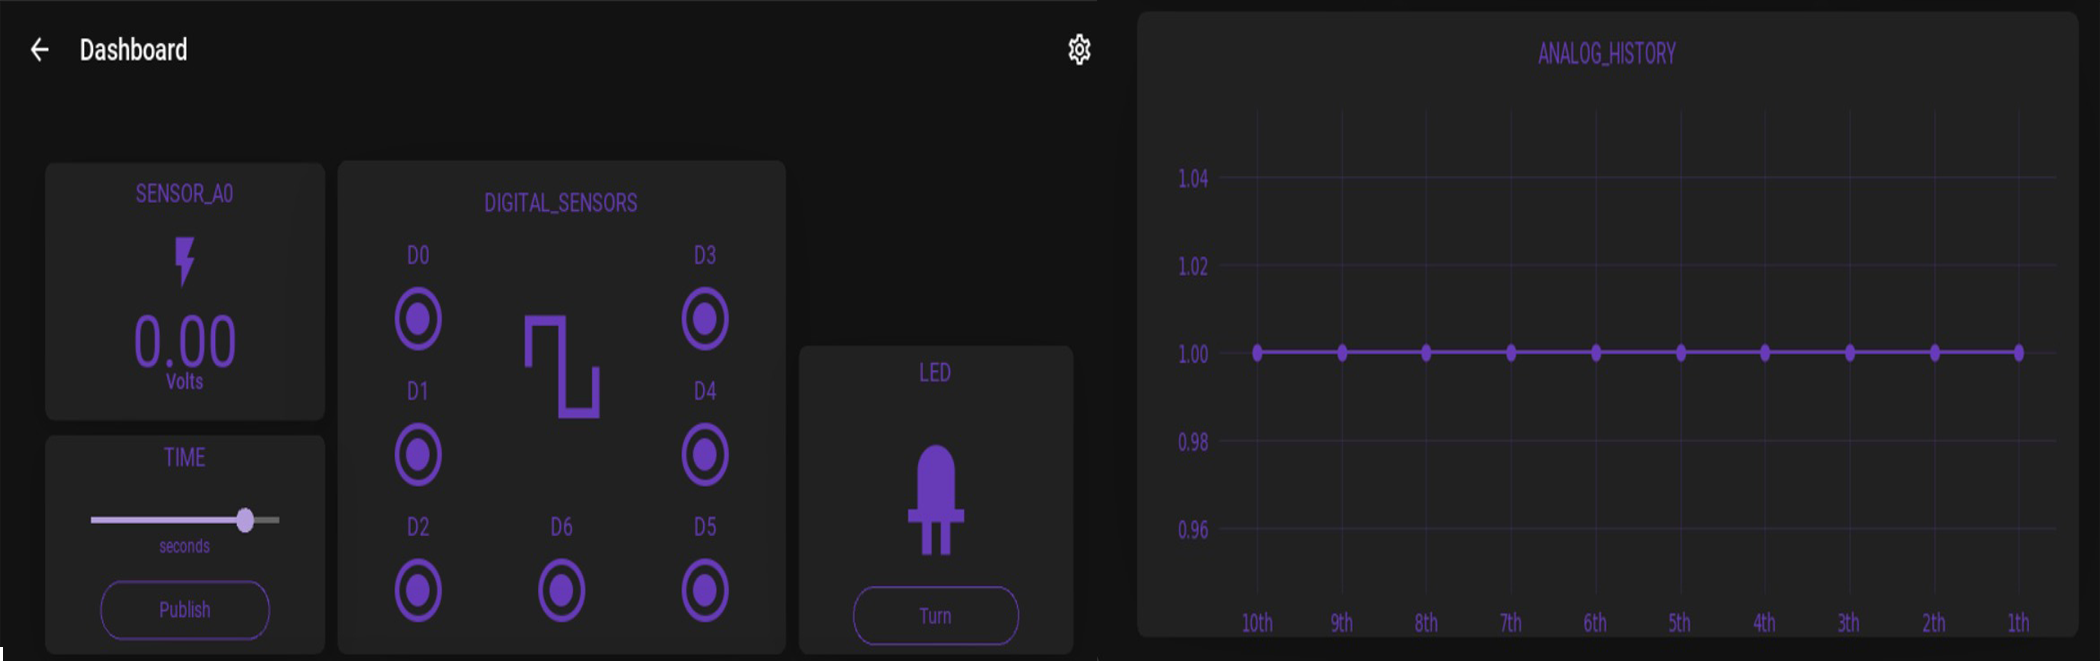 Dashboard
SENSOR_A0
0.00
Volts
TIME
seconds
Publish
DIGITAL_SENSORS
D0
D3
D1
D4
D2
D6
D5
LED
Turn
ANALOG_HISTORY
1.04
1.02
1.00
0.98
0.96
10th 9th 8th 7th 6th 5th 4th 3th 2th 1th